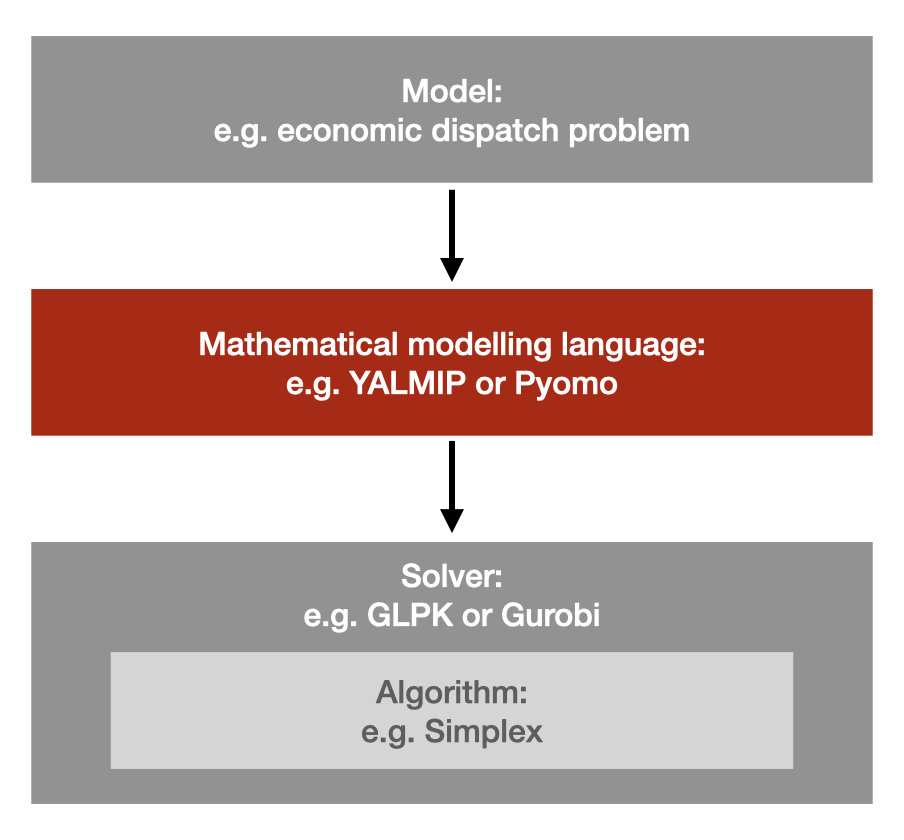 Model:
e.g. economic dispatch problem
Mathematical modelling language:
e.g. YALMIP or Pyomo
Solver:
e.g. GLPK or Gurobi
Algorithm:
e.g. Simplex